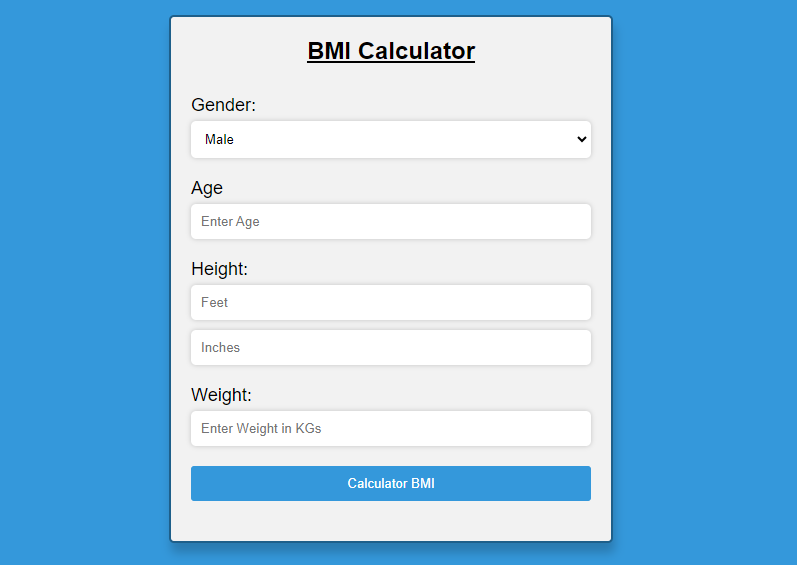 BMI Calculator
Gender:
Male
Age
Enter Age
Height:
Feet
Inches
Weight:
Enter Weight in KGs
Calculator BMI